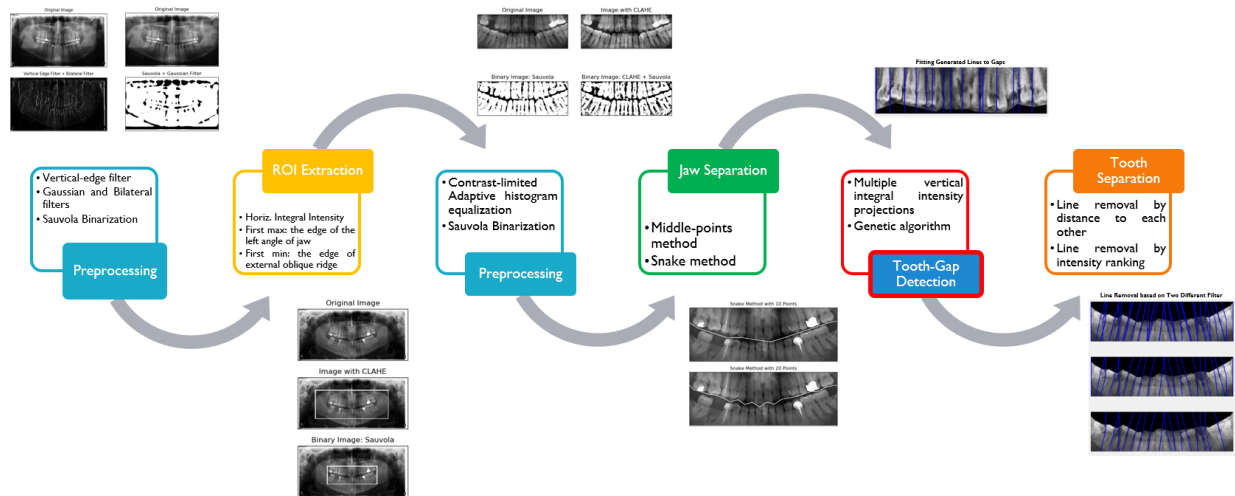 Original Image
Original Image
Vertical Edge Filter + Bilateral Filter
Sauvola + Gaussian Filter
Original Image
Image with CLAHE
Binary Image: Sauvola
Binary Image: CLAHE + Sauvola
Fitting Genarated Lines to Gaps
• Vertical-edge filter
• Gaussian and Bilateral
filters
• Sauvola Binarization
Preprocessing
ROI Extraction
• Horiz. Integral Intensity
• First max: the edge of the
left angle of jaw
• First min: the edge of
external oblique ridge
• Contrast-limited
Adaptive histogram
equalization
• Sauvola Binarization
Preprocessing
Jaw Separation
• Middle-points
method
• Snake method
• Multiple vertical
integral intensity
projections
• Genetic algorithm
Tooth-Gap
Detection
Tooth
Separation
• Line removal by
distance to each
other
• Line removal by
intensity ranking
Original Image
Image with CLAHE
Binary Image: Sauvola
Snake Method with 10 Points
Snake Method with 20 Points
Line Removal based on Two Different Filter